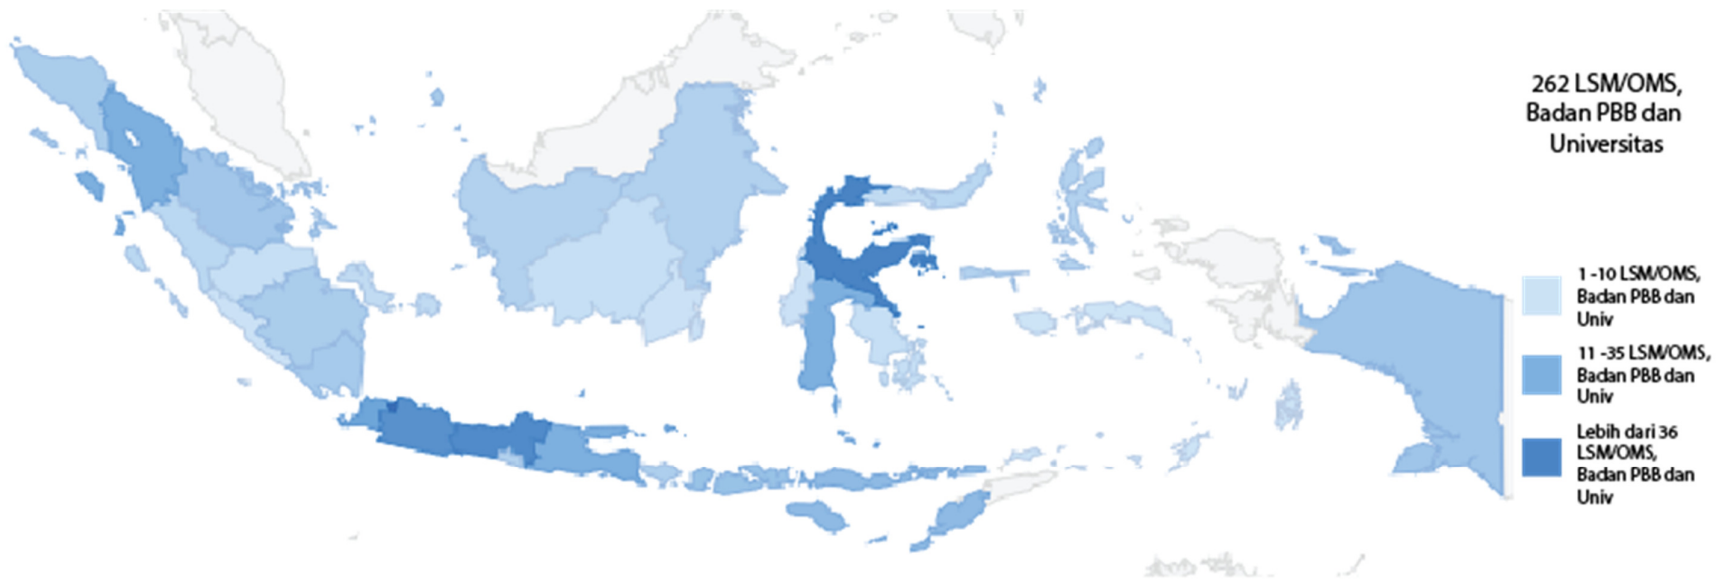 262 LSM/OMS,
Badan PBB dan
Universitas
1 -10 LSM/OMS,
Badan PBB dan
Univ
11 -35 LSM/OMS,
Badan PBB dan
Univ
Lebih dari 36
LSM/OMS,
Badan PBB dan
Univ